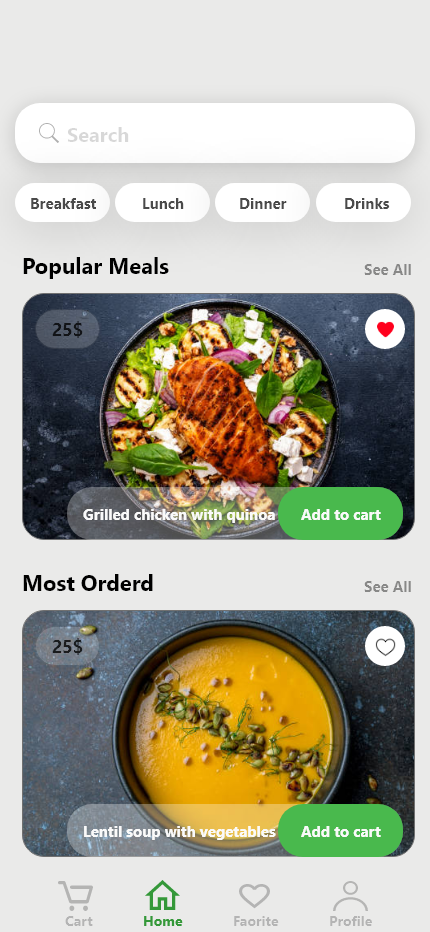 Search
Breakfast Lunch Dinner Drinks
Popular Meals See All
25$
Grilled chicken with quinoa Add to cart
Most Orderd See All
25$
Lentil soup with vegetables Add to cart
Cart Home Faorite Profile